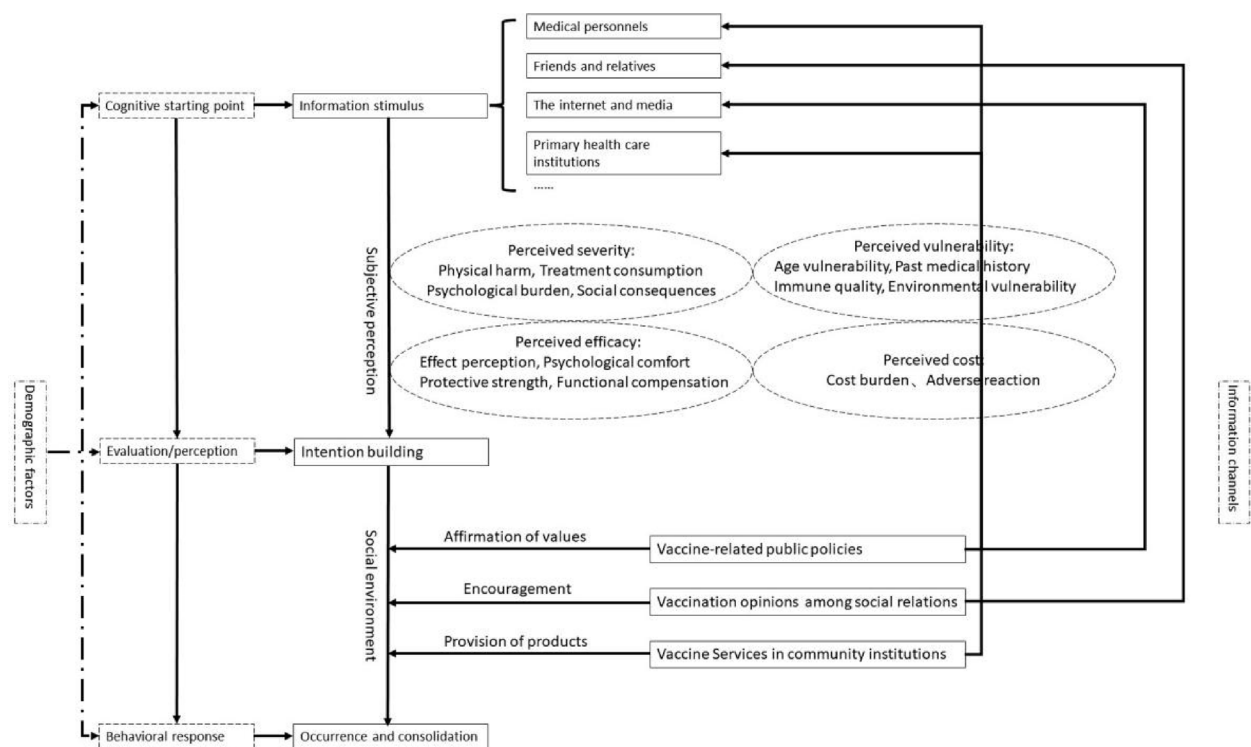 Medical personnels
Friends and relatives
Cognitive starting point
Information stimulus
The internet and media
Primary health care
institutions
......
Subjective perception
Perceived severity:
Physical harm, Treatment consumption
Psychological burden, Social consequences
Perceived vulnerability:
Age vulnerability, Past medical history
Immune quality, Environmental vulnerability
Perceived efficacy:
Effect perception, Psychological comfort
Protective strength, Functional compensation
Perceived cost:
Cost burden、Adverse reaction
Demographic factors
Information channels
Evaluation/perception
Intention building
Social environment
Affirmation of values
Vaccine-related public policies
Encouragement
Vaccination opinions among social relations
Provision of products
Vaccine Services in community institutions
Behavioral response
Occurrence and consolidation